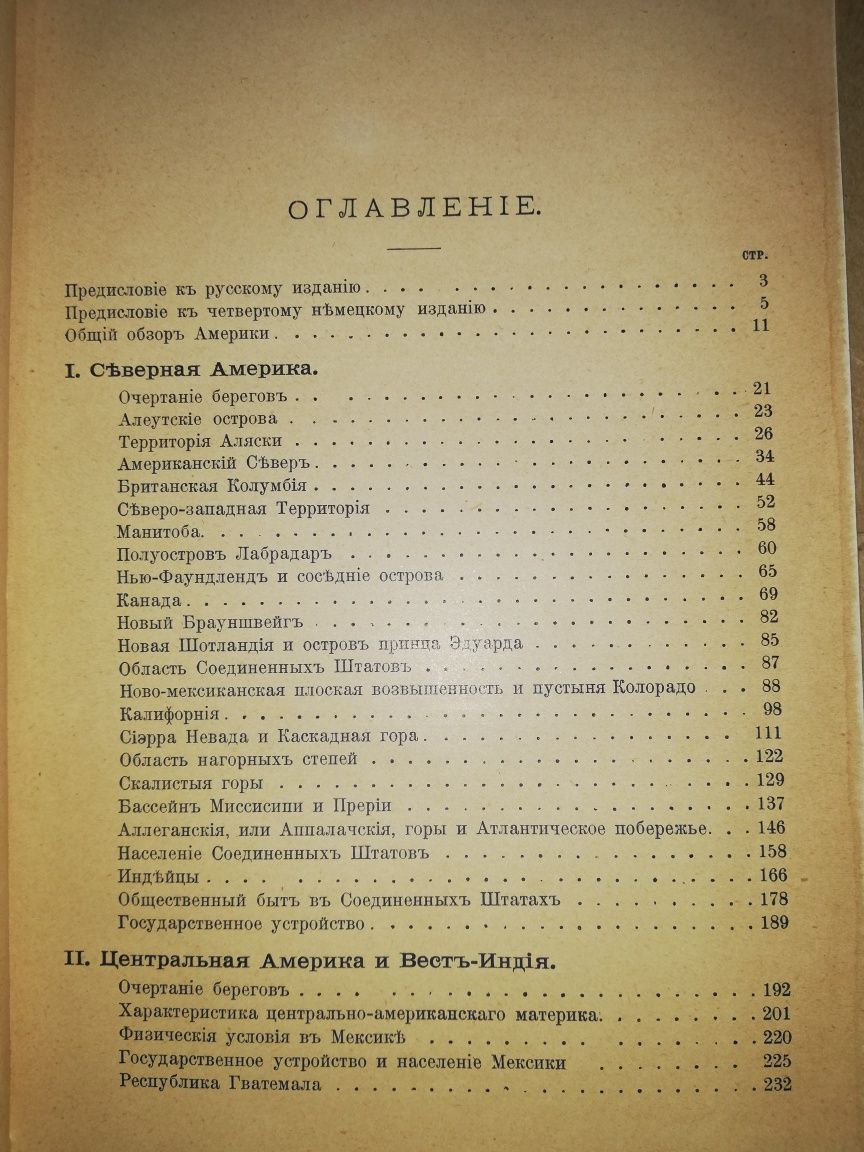 ОГЛАВЛЕНІЕ.
СТР.
Предисловіе къ русскому изданію . . . . . . . . . . . . . . . . . . . 3
Предисловіе къ четвертому нѣмецкому изданію . . . . . . . . . . . . . 5
Общій обзоръ Америки . . . . . . . . . . . . . . . . . . . . . . . 11
I. Сѣверная Америка.
Очертаніе береговъ . . . . . . . . . . . . . . . . . . . . 21
Алеутскіе острова . . . . . . . . . . . . . . . . . . . . . 23
Территорія Аляски . . . . . . . . . . . . . . . . . . . . . 26
Американскій Сѣверъ . . . . . . . . . . . . . . . . . . . . 34
Британская Колумбія . . . . . . . . . . . . . . . . . . . . 44
Сѣверо-западная Территорія . . . . . . . . . . . . . . . . . 52
Манитоба . . . . . . . . . . . . . . . . . . . . . . . . . 58
Полуостровъ Лабрадаръ . . . . . . . . . . . . . . . . . . . 60
Нью-Фаундлендъ и сосѣдніе острова . . . . . . . . . . . . . . 65
Канада . . . . . . . . . . . . . . . . . . . . . . . . . . 69
Новый Брауншвейгъ . . . . . . . . . . . . . . . . . . . . . 82
Новая Шотландія и островъ принца Эдуарда . . . . . . . . . . . 85
Область Соединенныхъ Штатовъ . . . . . . . . . . . . . . . . 87
Ново-мексиканская плоская возвышенность и пустыня Колорадо . . . 88
Калифорнія . . . . . . . . . . . . . . . . . . . . . . . . 98
Сіэрра Невада и Каскадная гора . . . . . . . . . . . . . . . 111
Область нагорныхъ степей . . . . . . . . . . . . . . . . . . 122
Скалистыя горы . . . . . . . . . . . . . . . . . . . . . . 129
Бассейнъ Миссисипи и Преріи . . . . . . . . . . . . . . . . 137
Аллеганскія, или Аппалачскія, горы и Атлантическое побережье . . . 146
Населеніе Соединенныхъ Штатовъ . . . . . . . . . . . . . . . 158
Индѣйцы . . . . . . . . . . . . . . . . . . . . . . . . . 166
Общественный бытъ въ Соединенныхъ Штатахъ . . . . . . . . . . 178
Государственное устройство . . . . . . . . . . . . . . . . . 189
II. Центральная Америка и Вестъ-Индія.
Очертаніе береговъ . . . . . . . . . . . . . . . . . . . . 192
Характеристика центрально-американскаго материка . . . . . . . . 201
Физическія условія въ Мексикѣ . . . . . . . . . . . . . . . 220
Государственное устройство и населеніе Мексики . . . . . . . . 225
Республика Гватемала . . . . . . . . . . . . . . . . . . . 232